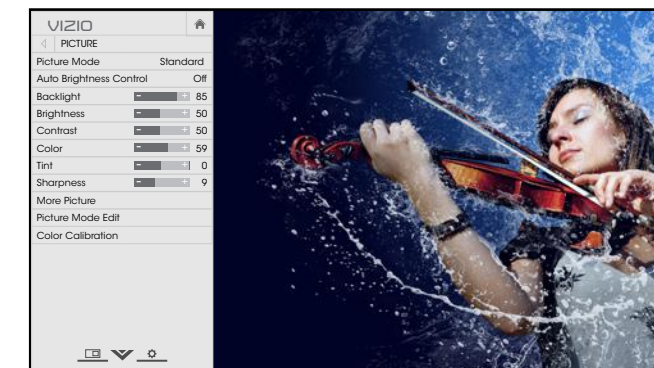 VIZIO
PICTURE
Picture Mode Standard
Auto Brightness Control Off
Backlight - + 85
Brightness - + 50
Contrast - + 50
Color - + 59
Tint - + 0
Sharpness - + 9
More Picture
Picture Mode Edit
Color Calibration